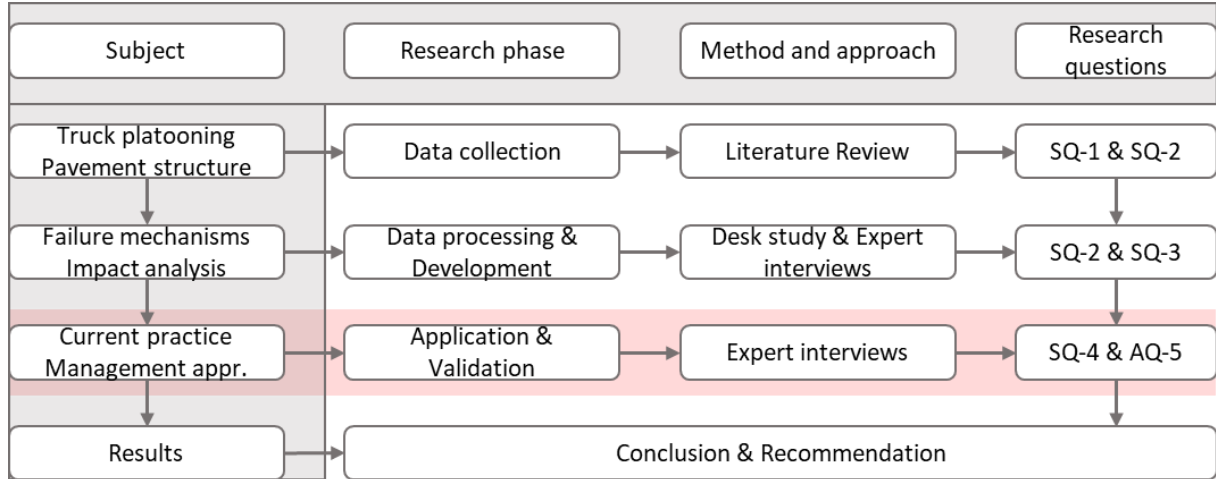 Subject
Research phase
Method and approach
Research
questions
Truck platooning
Pavement structure
Data collection
Literature Review
SQ-1 & SQ-2
Failure mechanisms
Impact analysis
Data processing &
Development
Desk study & Expert
interviews
SQ-2 & SQ-3
Current practice
Management appr.
Application &
Validation
Expert interviews
SQ-4 & AQ-5
Results
Conclusion & Recommendation